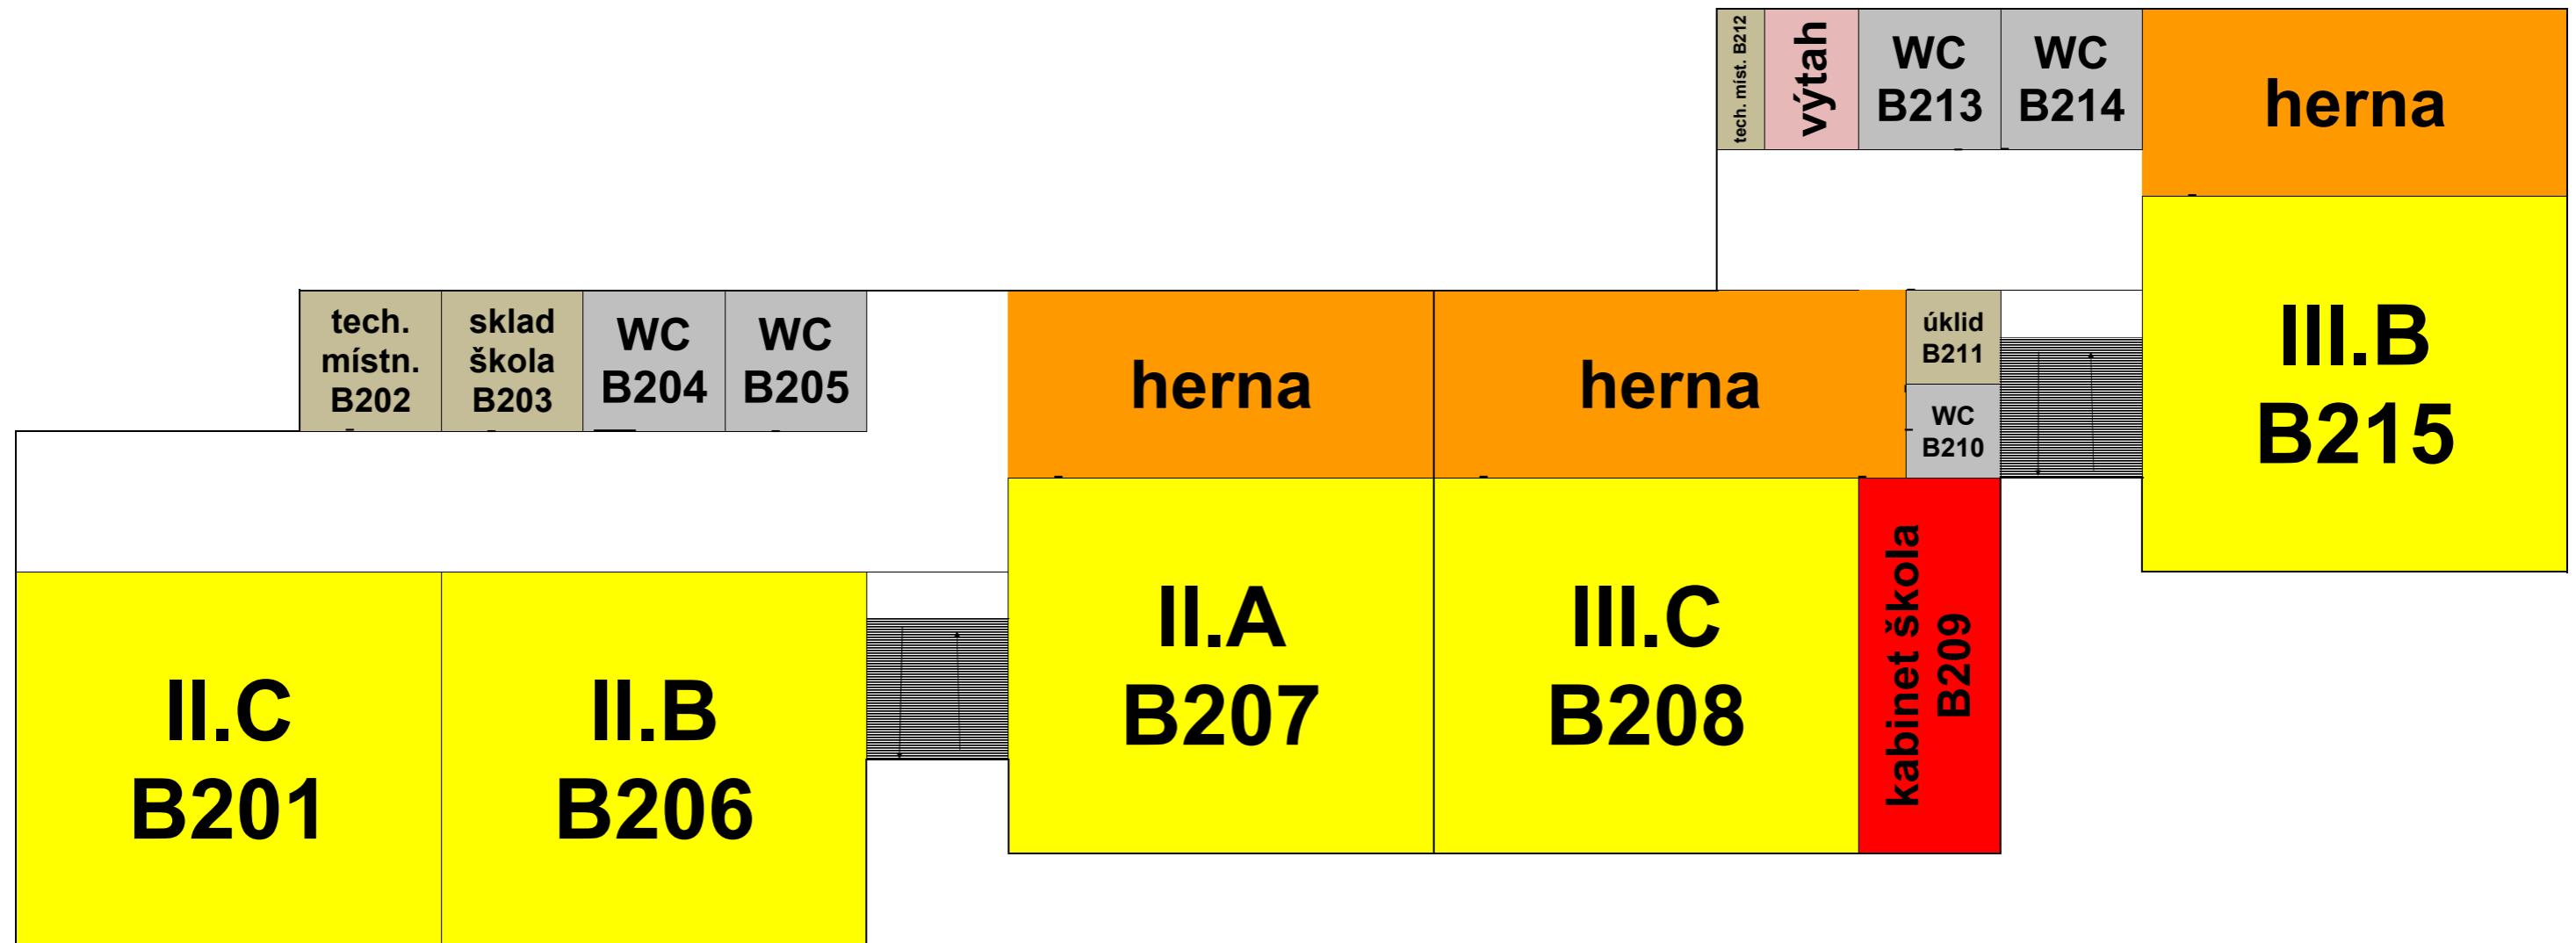 tech. míst. B212
výtah
WC
B213
WC
B214
herna
tech.
místn.
B202
sklad
škola
B203
WC
B204
WC
B205
herna
herna
úklid
B211
WC
B210
III.B
B215
II.C
B201
II.B
B206
II.A
B207
III.C
B208
kabinet škola
B209